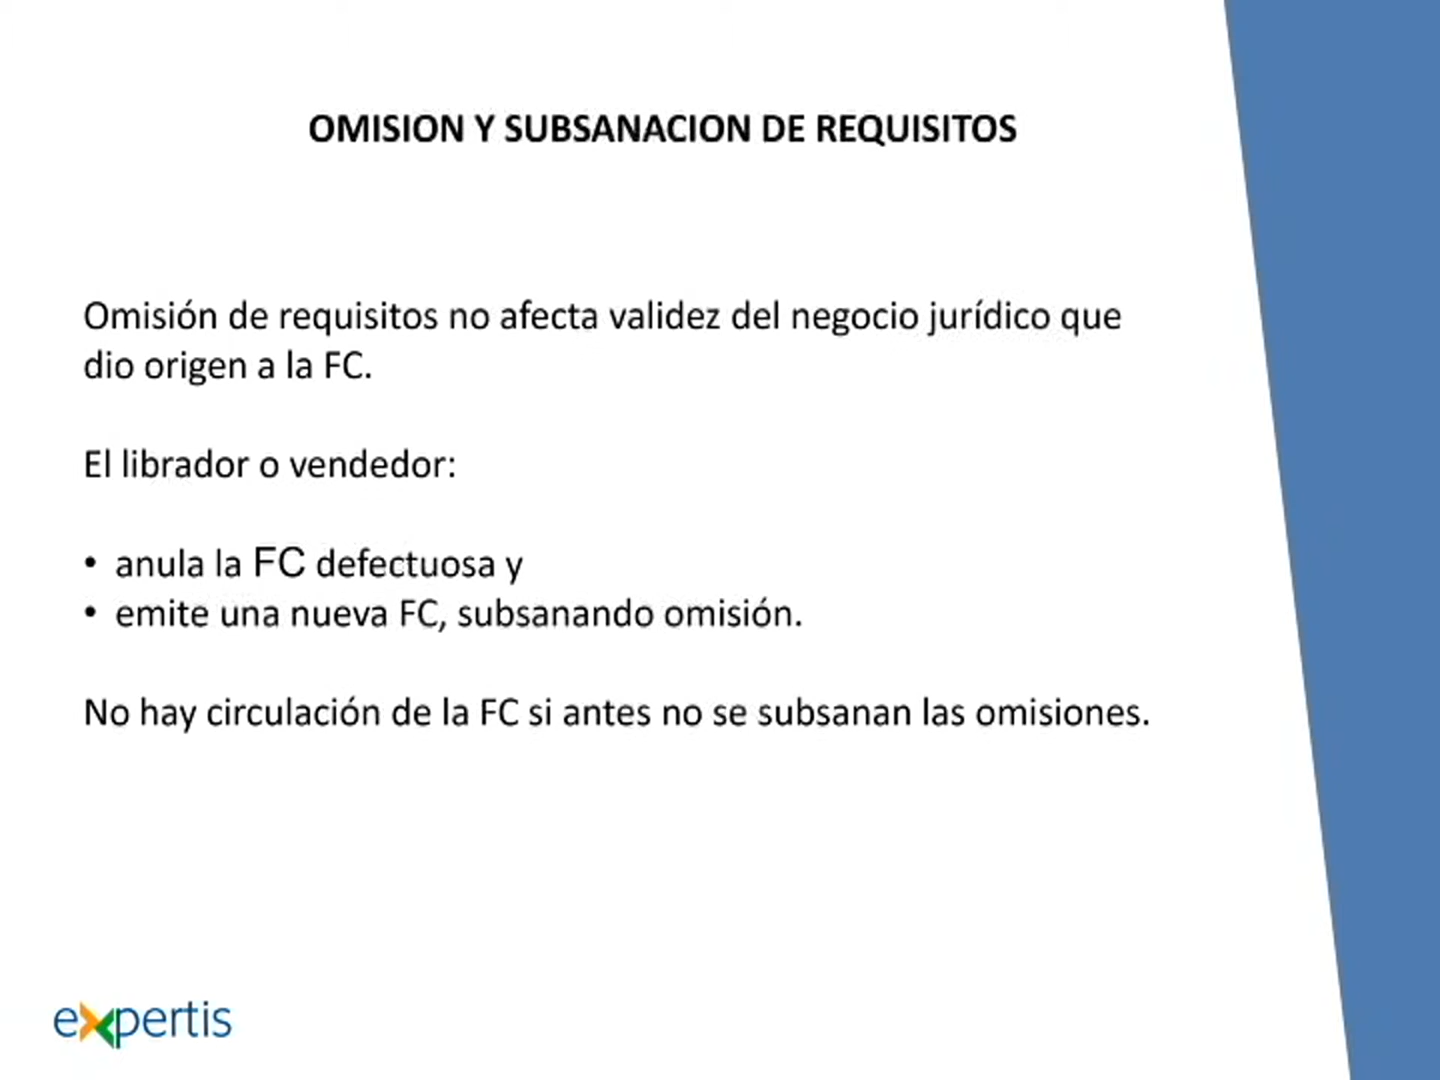 OMISION Y SUBSANACION DE REQUISITOS
Omisión de requisitos no afecta validez del negocio jurídico que
dio origen a la FC.
El librador o vendedor:
• anula la FC defectuosa y
• emite una nueva FC, subsanando omisión.
No hay circulación de la FC si antes no se subsanan las omisiones.
expertis